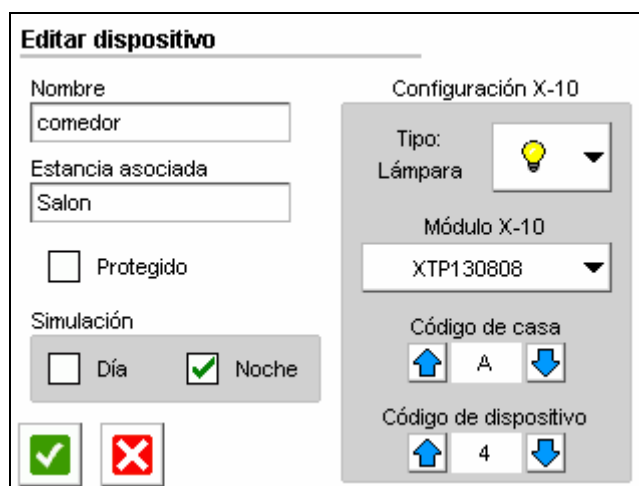 Editar dispositivo
Nombre
comedor
Estancia asociada
Salon
Protegido
Simulación
Día
Noche
Configuración X-10
Tipo:
Lámpara
Módulo X-10
XTP130808
Código de casa
A
Código de dispositivo
4